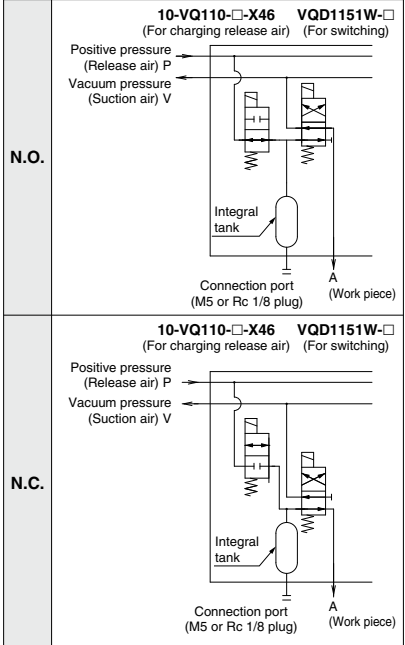 N.O.
10-VQ110-□-X46 VQD1151W-□
(For charging release air) (For switching)
Positive pressure
(Release air) P
Vacuum pressure
(Suction air) V
Integral
tank
Connection port
(M5 or Rc 1/8 plug)
A
(Work piece)
N.C.
10-VQ110-□-X46 VQD1151W-□
(For charging release air) (For switching)
Positive pressure
(Release air) P
Vacuum pressure
(Suction air) V
Integral
tank
Connection port
(M5 or Rc 1/8 plug)
A
(Work piece)